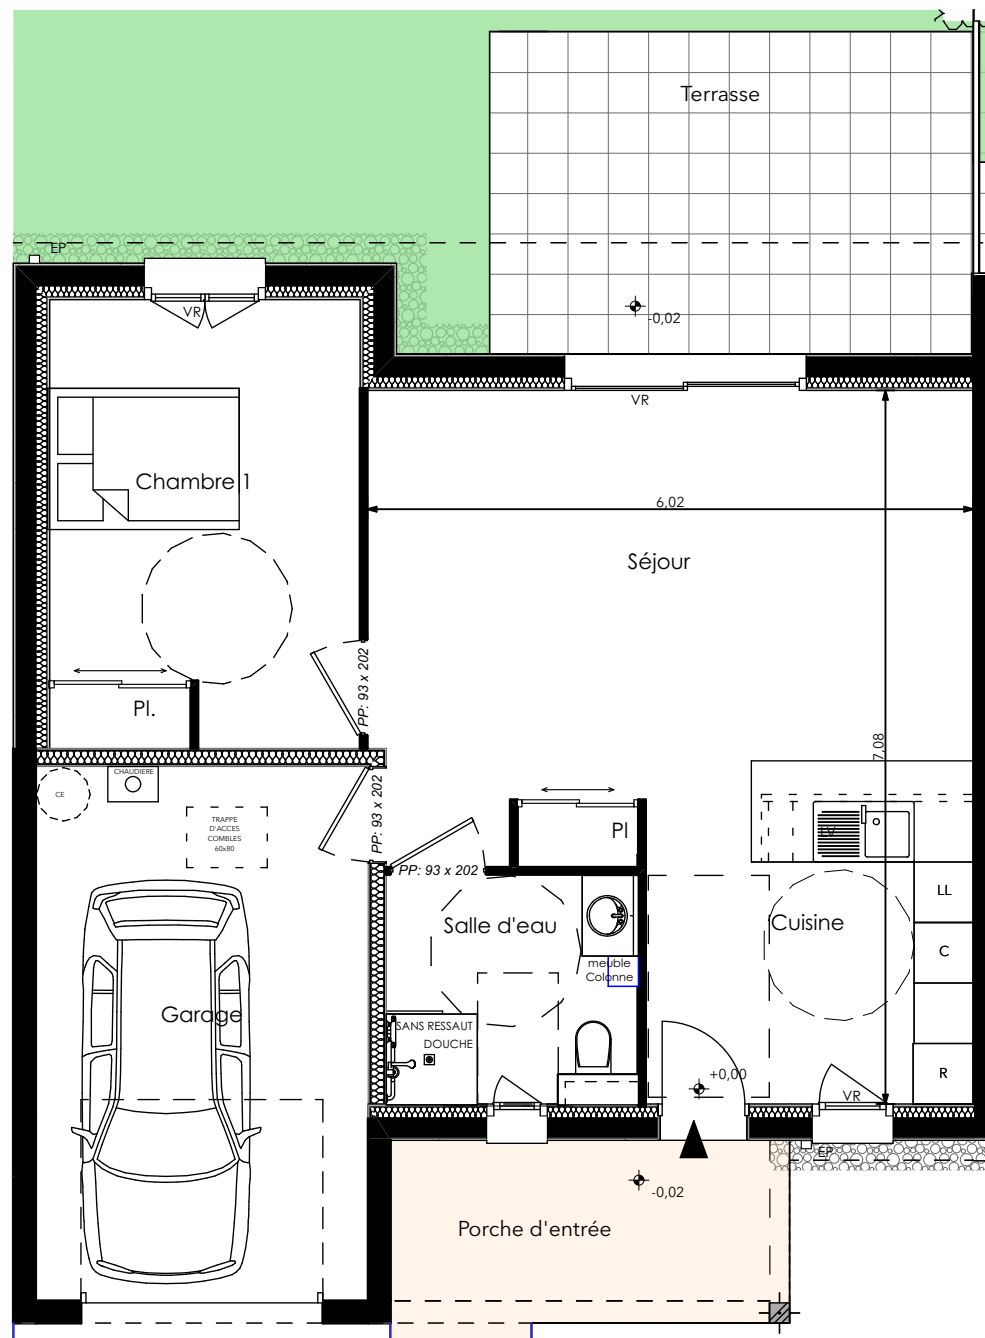 Terrasse
EP
VR
-0,02
VR
Chambre 1
6,02
Séjour
PP: 93 x 202
Pl.
7,08
CHAUDIERE
CE
TRAPPE
D'ACCES
COMBLES
60x80
PP: 93 x 202
Pl
LV
PP: 93 x 202
LL
Salle d'eau
Cuisine
C
meuble
Colonne
Garage
SANS RESSAUT
DOUCHE
+0,00
R
VR
EP
-0,02
Porche d'entrée